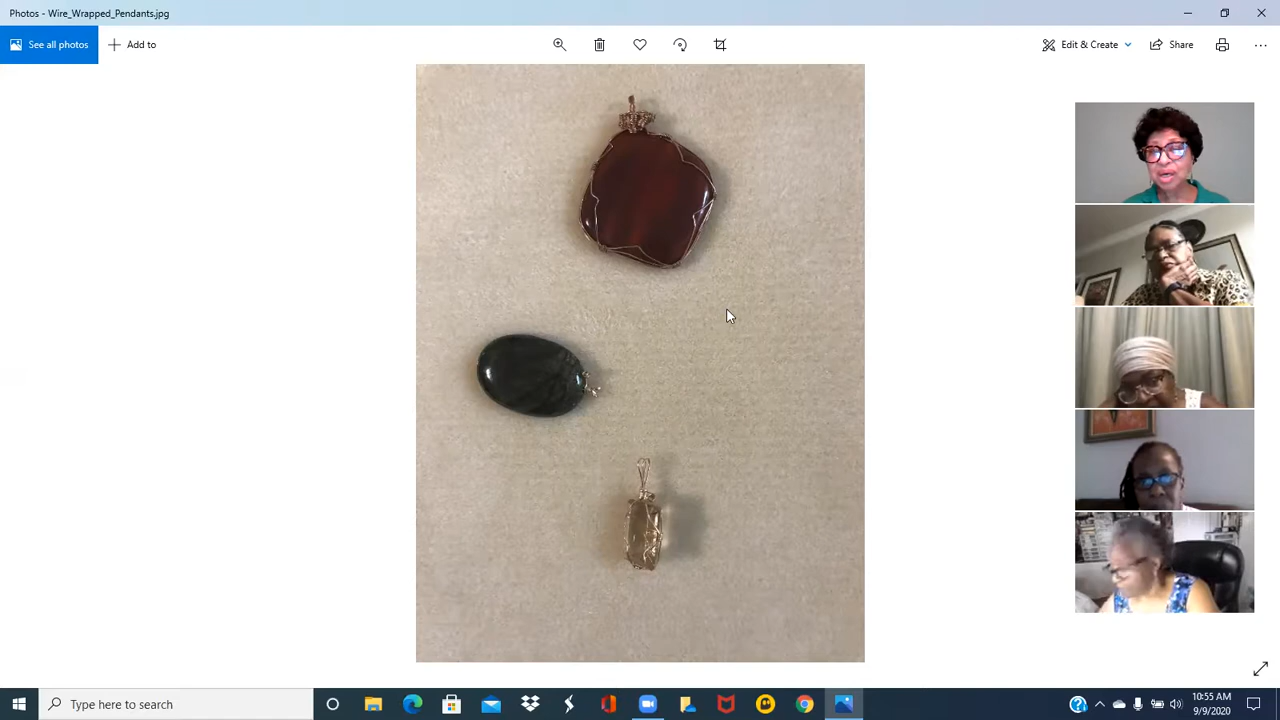 Photos - Wire_Wrapped_Pendants.jpg
See all photos
Add to
Edit & Create
Share
Type here to search
10:55 AM
9/9/2020